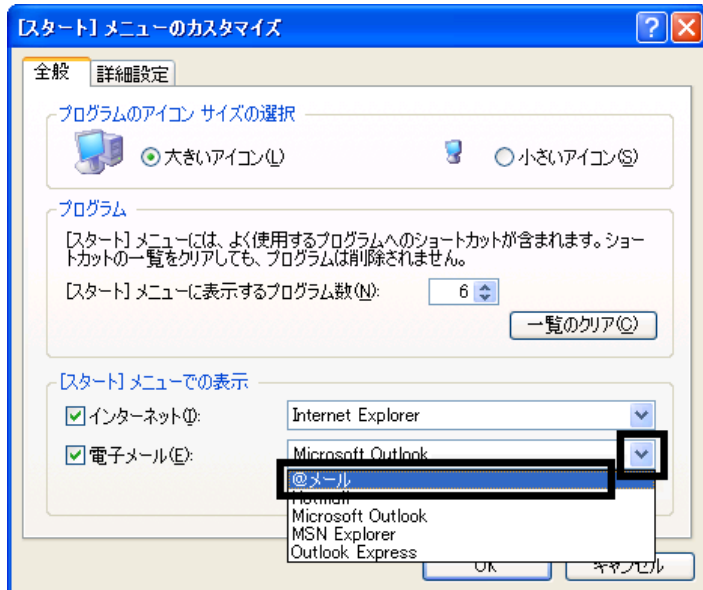 [スタート] メニューのカスタマイズ
全般 詳細設定
プログラムのアイコン サイズの選択
大きいアイコン(L) 小さいアイコン(S)
プログラム
[スタート] メニューには、よく使用するプログラムへのショートカットが含まれます。ショー
トカットの一覧をクリアしても、プログラムは削除されません。
[スタート] メニューに表示するプログラム数(N): 6
一覧のクリア(C)
[スタート] メニューでの表示
インターネット(I): Internet Explorer
電子メール(E): Microsoft Outlook
@メール
Hotmail
Microsoft Outlook
MSN Explorer
Outlook Express
OK キャンセル